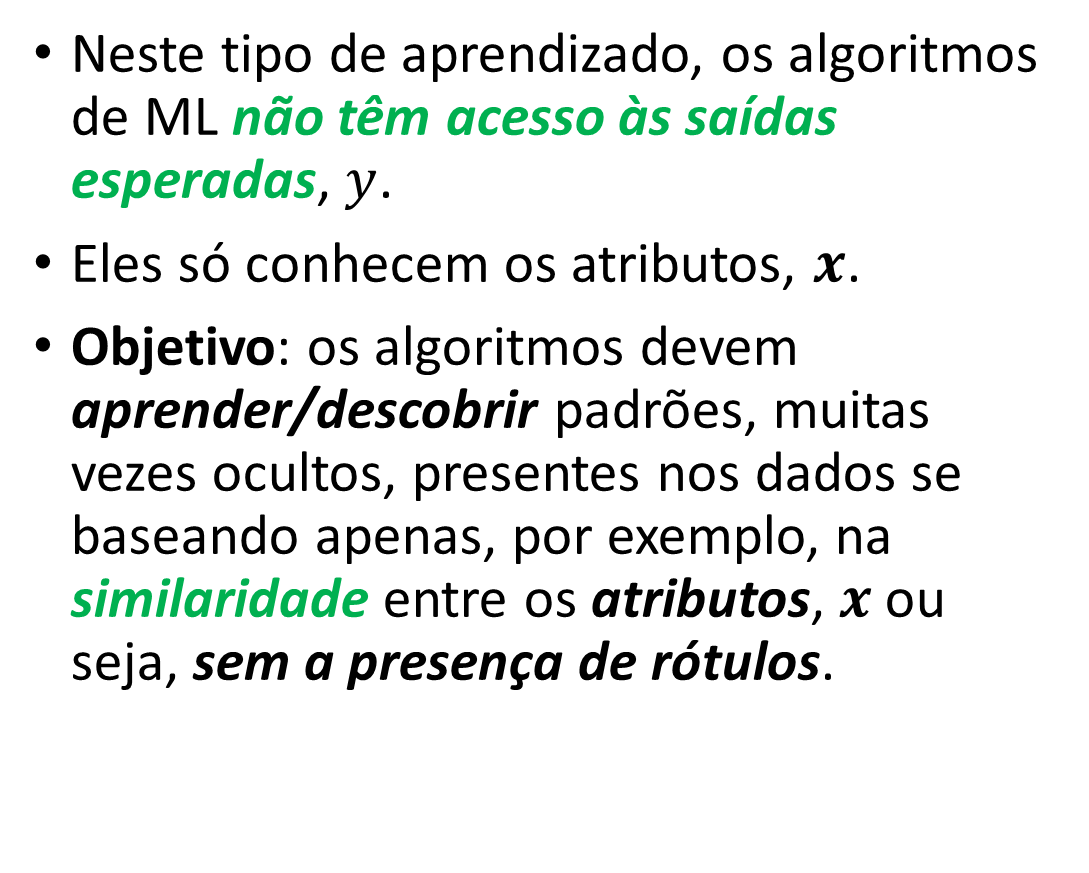 • Neste tipo de aprendizado, os algoritmos
de ML não têm acesso às saídas
esperadas, y.
• Eles só conhecem os atributos, x.
• Objetivo: os algoritmos devem
aprender/descobrir padrões, muitas
vezes ocultos, presentes nos dados se
baseando apenas, por exemplo, na
similaridade entre os atributos, x ou
seja, sem a presença de rótulos.